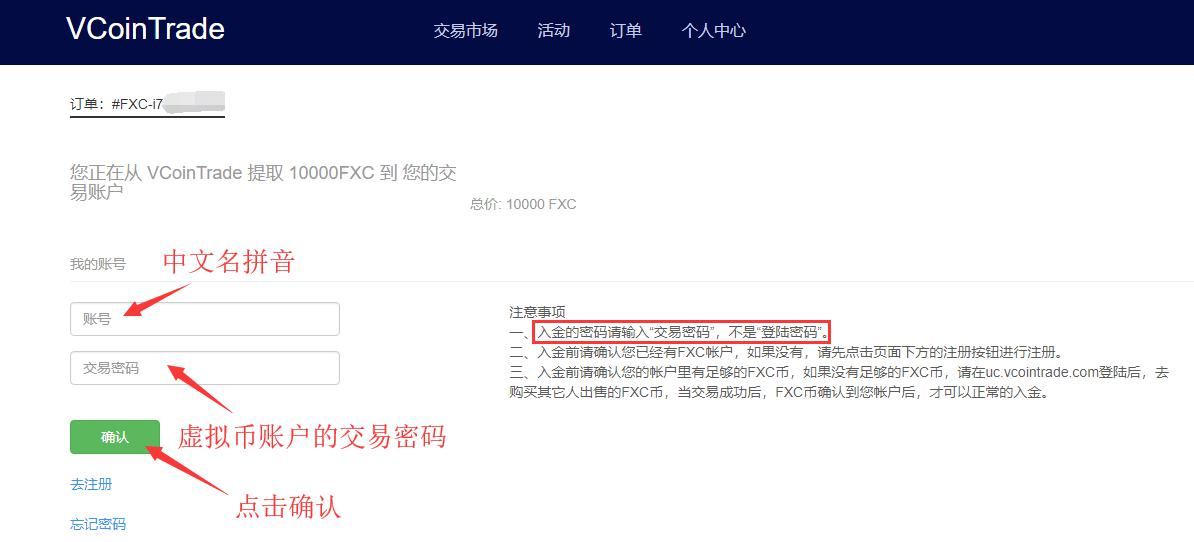 VCoinTrade
交易市场 活动 订单 个人中心
订单：#FXC-i7
您正在从 VCoinTrade 提取 10000FXC 到 您的交
易账户
总价: 10000 FXC
我的账号
中文名拼音
账号
交易密码
确认
虚拟币账户的交易密码
去注册
点击确认
忘记密码
注意事项
一、入金的密码请输入“交易密码”，不是“登陆密码”。
二、入金前请确认您已经有FXC帐户，如果没有，请先点击页面下方的注册按钮进行注册。
三、入金前请确认您的帐户里有足够的FXC币，如果没有足够的FXC币，请在uc.vcointrade.com登陆后，去
购买其它人出售的FXC币，当交易成功后，FXC币确认到您帐户后，才可以正常的入金。